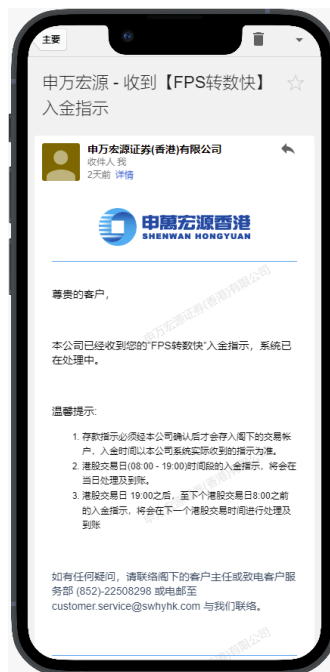 主要
申万宏源 - 收到【FPS转数快】
入金指示
申万宏源证券(香港)有限公司
收件人 我
2天前 详情
申萬宏源香港
SHENWAN HONGYUAN
申万宏源证券(香港)有限公司
尊贵的客户，
本公司已经收到您的“FPS转数快”入金指示，系统已
在处理中。
温馨提示:
1. 存款指示必须经本公司确认后才会存入阁下的交易帐
户，入金时间以本公司系统实际收到的指示为准。
2. 港股交易日(08:00 - 19:00)时间段的入金指示，将会在
当日处理及到账。
3. 港股交易日 19:00之后，至下个港股交易日8:00之前
的入金指示，将会在下一个港股交易时间进行处理及
到账
如有任何疑问，请联络阁下的客户主任或致电客户服
务部 (852)-22508298 或电邮至
customer.service@swhyhk.com 与我们联络。